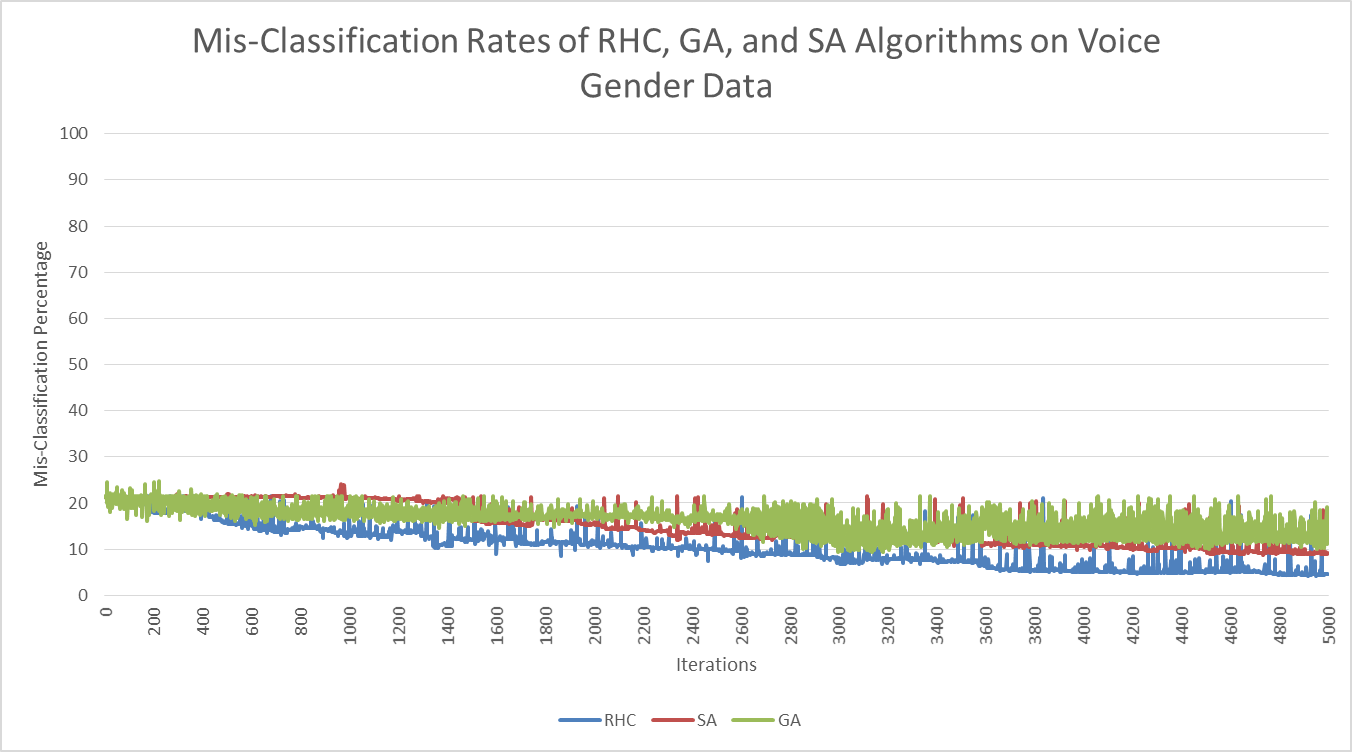 Mis-Classification Rates of RHC, GA, and SA Algorithms on Voice
Gender Data
Mis-Classification Percentage
100
90
80
70
60
50
40
30
20
10
0
0 200 400 600 800 1000 1200 1400 1600 1800 2000 2200 2400 2600 2800 3000 3200 3400 3600 3800 4000 4200 4400 4600 4800 5000
Iterations
RHC SA GA